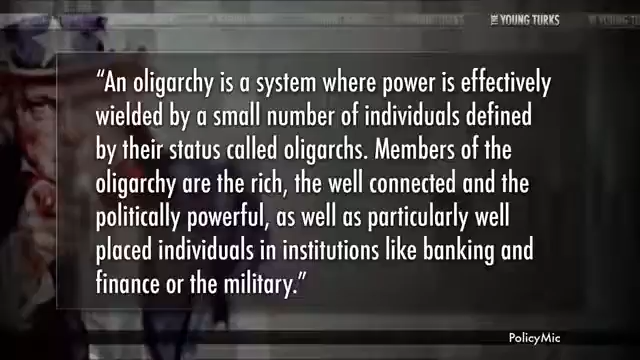 THE YOUNG TURKS
“An oligarchy is a system where power is effectively
wielded by a small number of individuals defined
by their status called oligarchs. Members of the
oligarchy are the rich, the well connected and the
politically powerful, as well as particularly well
placed individuals in institutions like banking and
finance or the military.”
PolicyMic